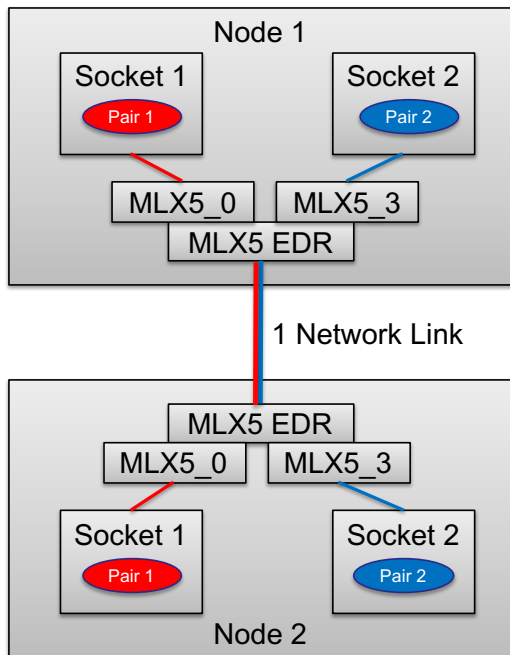 Node 1
Socket 1
Socket 2
Pair 1
Pair 2
MLX5_0
MLX5_3
MLX5 EDR
1 Network Link
MLX5 EDR
MLX5_0
MLX5_3
Socket 1
Socket 2
Pair 1
Pair 2
Node 2